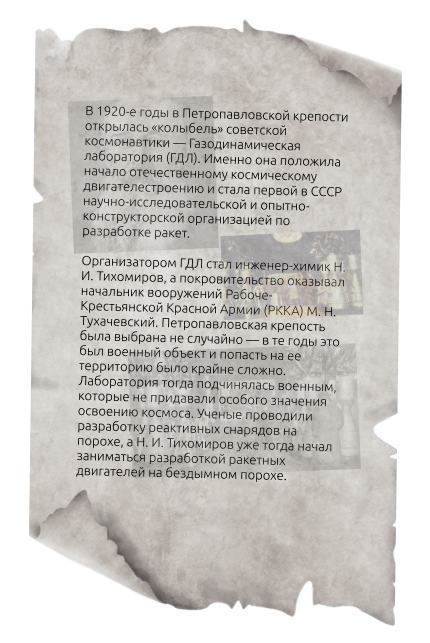 В 1920-е годы в Петропавловской крепости
открылась «колыбель» советской
космонавтики — Газодинамическая
лаборатория (ГДЛ). Именно она положила
начало отечественному космическому
двигателестроению и стала первой в СССР
научно-исследовательской и опытно-
конструкторской организацией по
разработке ракет.
Организатором ГДЛ стал инженер-химик Н.
И. Тихомиров, а покровительство оказывал
начальник вооружений Рабоче-
Крестьянской Красной Армии (РККА) М. Н.
Тухачевский. Петропавловская крепость
была выбрана не случайно — в те годы это
был военный объект и попасть на ее
территорию было крайне сложно.
Лаборатория тогда подчинялась военным,
которые не придавали особого значения
освоению космоса. Ученые проводили
разработку реактивных снарядов на
порохе, а Н. И. Тихомиров уже тогда начал
заниматься разработкой ракетных
двигателей на бездымном порохе.